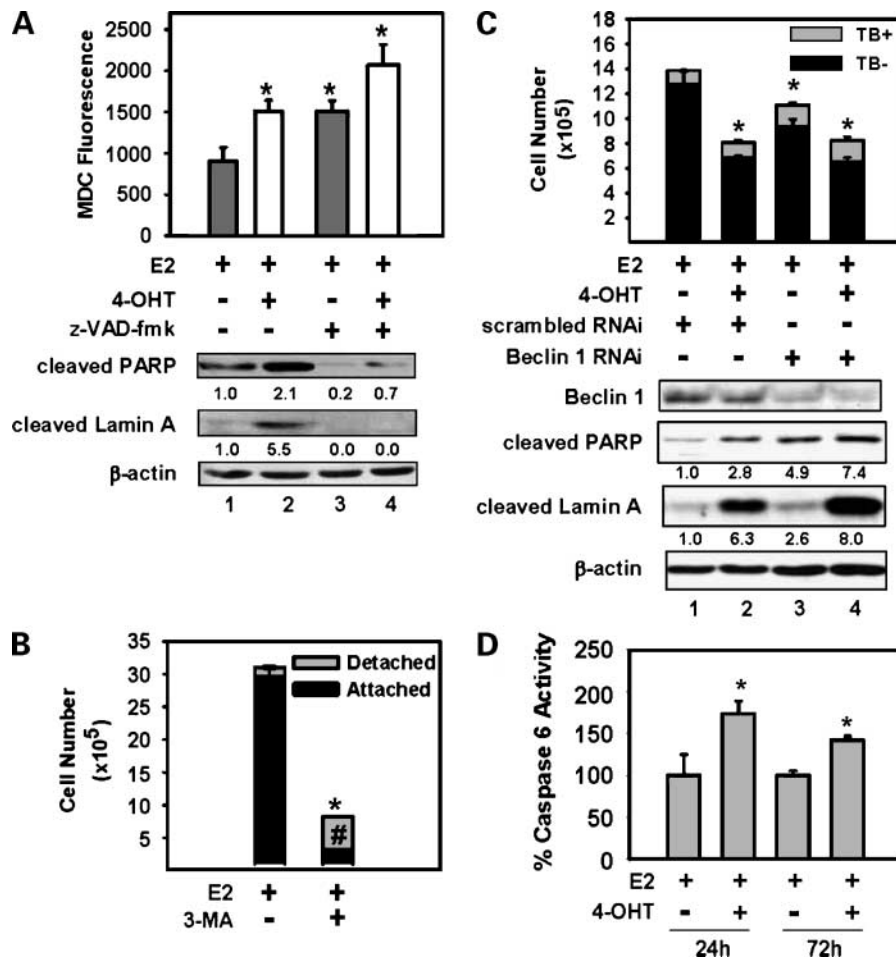 A
MDC Fluorescence
2500
2000
1500
1000
500
0
* * *
E2 + + + +
4-OHT - + - +
z-VAD-fmk - - + +
cleaved PARP
1.0 2.1 0.2 0.7
cleaved Lamin A
1.0 5.5 0.0 0.0
β-actin
1 2 3 4
B
Cell Number
(x10⁵)
35
30
25
20
15
10
5
Detached
Attached
*
#
E2 + +
3-MA - +
C
Cell Number
(x10⁵)
18
16
14
12
10
8
6
4
2
TB+
TB-
* * *
E2 + + + +
4-OHT - + - +
scrambled RNAi + + - -
Beclin 1 RNAi - - + +
Beclin 1
cleaved PARP
1.0 2.8 4.9 7.4
cleaved Lamin A
1.0 6.3 2.6 8.0
β-actin
1 2 3 4
D
% Caspase 6 Activity
250
200
150
100
50
0
* *
E2 + + + +
4-OHT - + - +
24h 72h